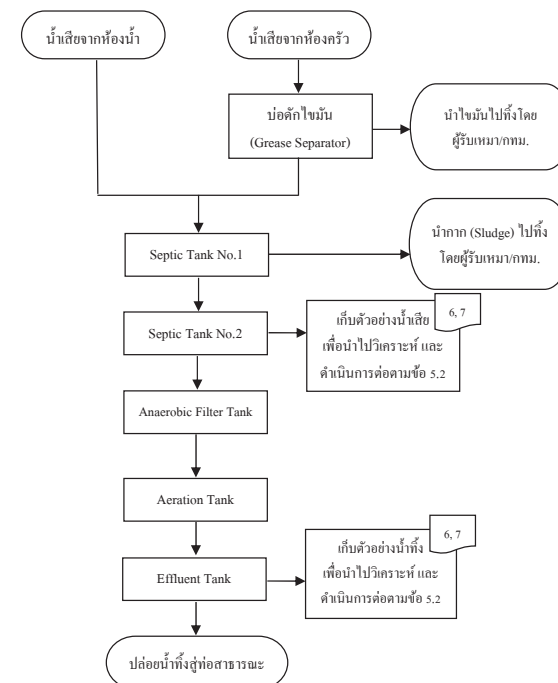 น้ำเสียจากห้องน้ำ
น้ำเสียจากห้องครัว
บ่อดักไขมัน
(Grease Separator)
นำไขมันไปทิ้งโดย
ผู้รับเหมา/กทม.
Septic Tank No.1
นำกาก (Sludge) ไปทิ้ง
โดยผู้รับเหมา/กทม.
Septic Tank No.2
6, 7
เก็บตัวอย่างน้ำเสีย
เพื่อนำไปวิเคราะห์ และ
ดำเนินการต่อตามข้อ 5.2
Anaerobic Filter Tank
Aeration Tank
Effluent Tank
6, 7
เก็บตัวอย่างน้ำทิ้ง
เพื่อนำไปวิเคราะห์ และ
ดำเนินการต่อตามข้อ 5.2
ปล่อยน้ำทิ้งสู่ท่อสาธารณะ